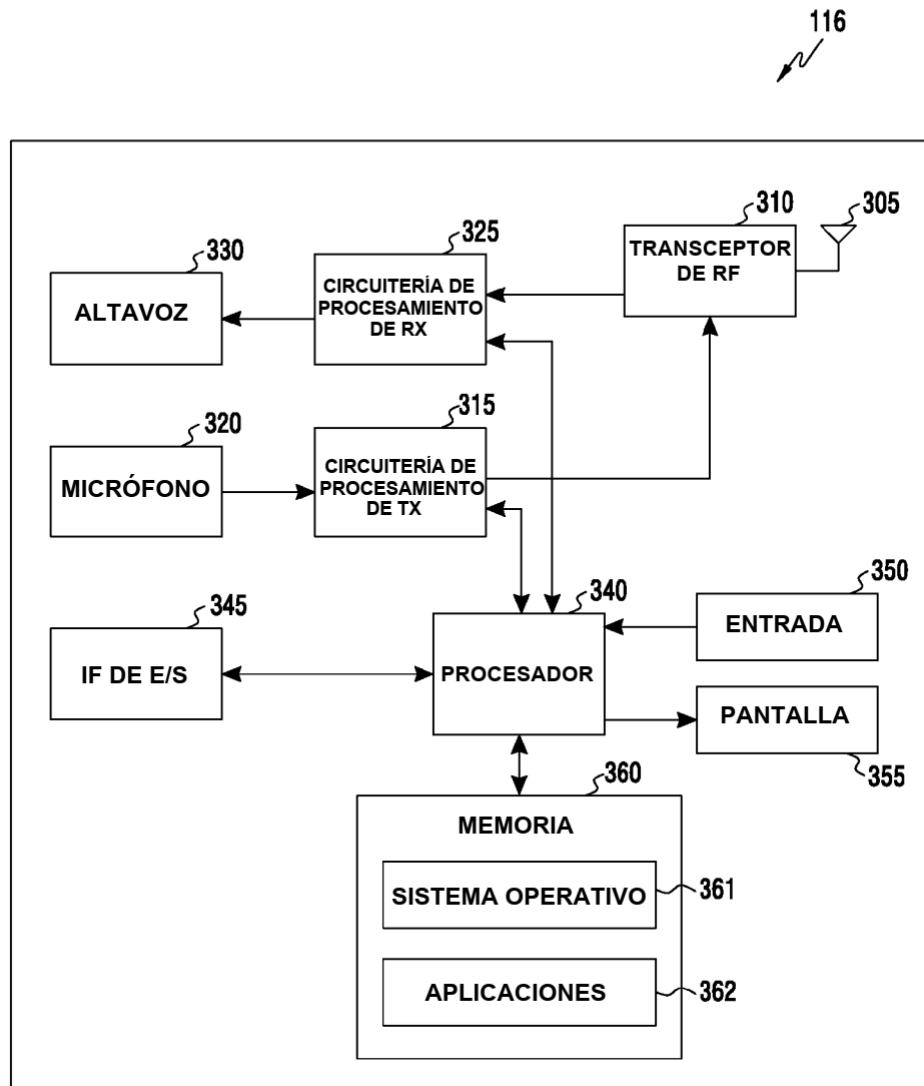 116
310
305
TRANSCEPTOR
DE RF
325
CIRCUITERÍA DE
PROCESAMIENTO
DE RX
330
ALTAVOZ
320
MICRÓFONO
315
CIRCUITERÍA DE
PROCESAMIENTO
DE TX
345
IF DE E/S
340
PROCESADOR
350
ENTRADA
PANTALLA
355
360
MEMORIA
SISTEMA OPERATIVO
361
APLICACIONES
362